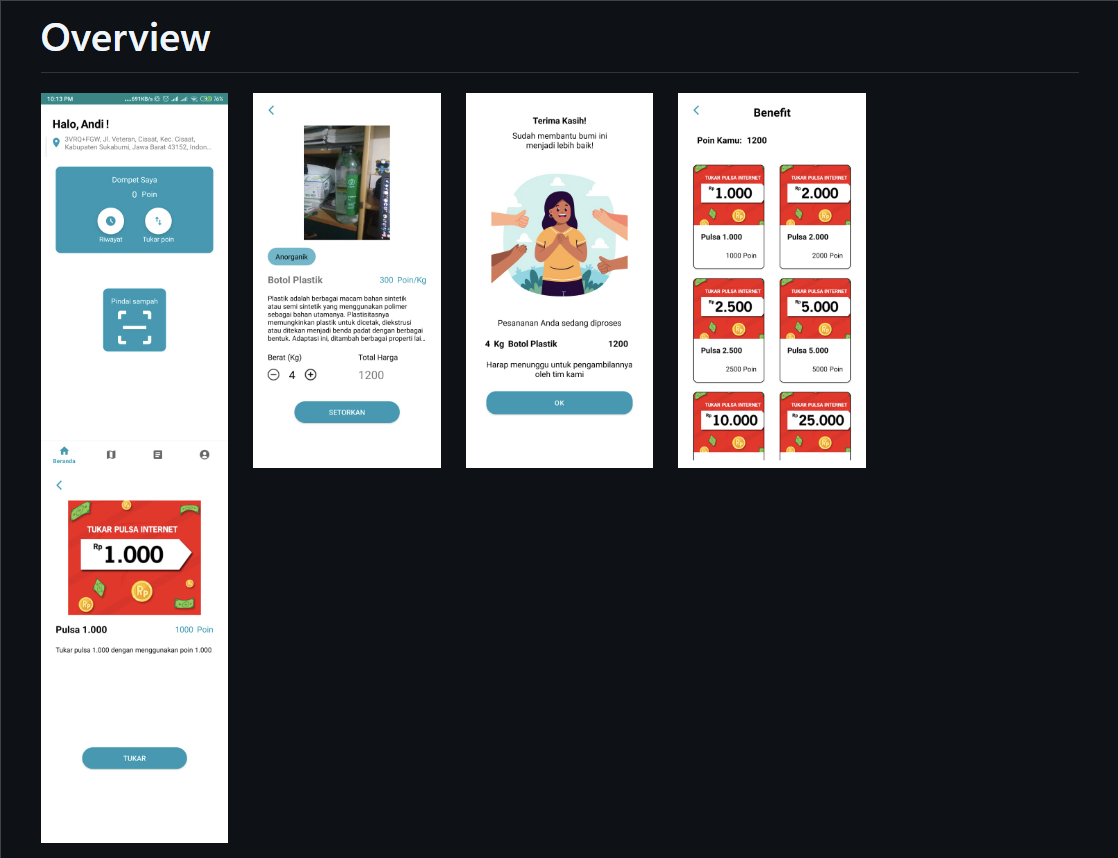 Overview
10:13 PM
...691KB/s
76%
Halo, Andi !
3VRQ+FGW, Jl. Veteran, Cisaat, Kec. Cisaat,
Kabupaten Sukabumi, Jawa Barat 43152, Indon...
Dompet Saya
0 Poin
Riwayat
Tukar poin
Pindai sampah
Beranda
Anorganik
Botol Plastik
300 Poin/Kg
Plastik adalah berbagai macam bahan sintetik
atau semi sintetik yang menggunakan polimer
sebagai bahan utamanya. Plastisitasnya
memungkinkan plastik untuk dicetak, diekstrusi
atau ditekan menjadi benda padat dengan berbagai
bentuk. Adaptasi ini, ditambah berbagai properti lai...
Berat (Kg)
Total Harga
4
1200
SETORKAN
Terima Kasih!
Sudah membantu bumi ini
menjadi lebih baik!
Pesananan Anda sedang diproses
4 Kg Botol Plastik
1200
Harap menunggu untuk pengambilannya
oleh tim kami
OK
Benefit
Poin Kamu: 1200
TUKAR PULSA INTERNET
Rp 1.000
Pulsa 1.000
1000 Poin
TUKAR PULSA INTERNET
Rp 2.000
Pulsa 2.000
2000 Poin
TUKAR PULSA INTERNET
Rp 2.500
Pulsa 2.500
2500 Poin
TUKAR PULSA INTERNET
Rp 5.000
Pulsa 5.000
5000 Poin
TUKAR PULSA INTERNET
Rp 10.000
TUKAR PULSA INTERNET
Rp 25.000
TUKAR PULSA INTERNET
Rp 1.000
Rp
Rp
Pulsa 1.000
1000 Poin
Tukar pulsa 1.000 dengan menggunakan poin 1.000
TUKAR